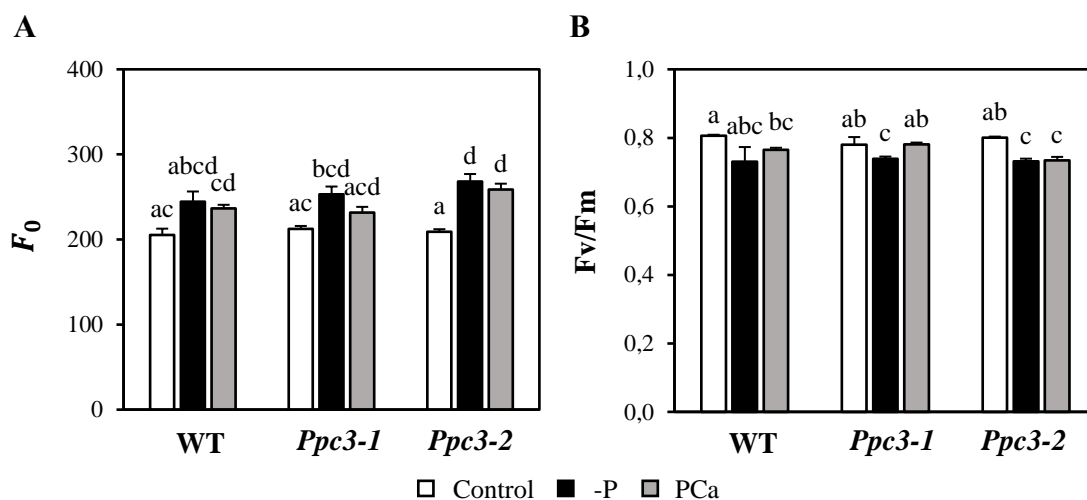 A
400
300
200
100
0
F0
abcd
cd
ac
bcd
acd
ac
d
d
a
WT
Ppc3-1
Ppc3-2
B
1,0
0,8
0,6
0,4
0,2
0,0
Fv/Fm
a
abc
bc
ab
c
ab
ab
c
c
WT
Ppc3-1
Ppc3-2
Control -P PCa